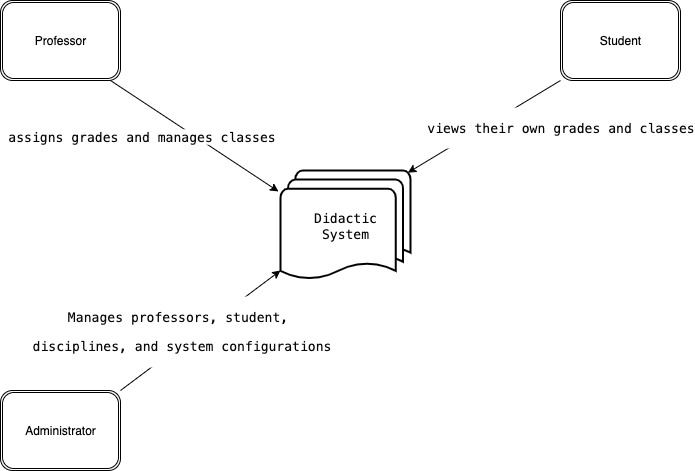 Professor
Student
assigns grades and manages classes
views their own grades and classes
Didactic
System
Manages professors, student,
disciplines, and system configurations
Administrator